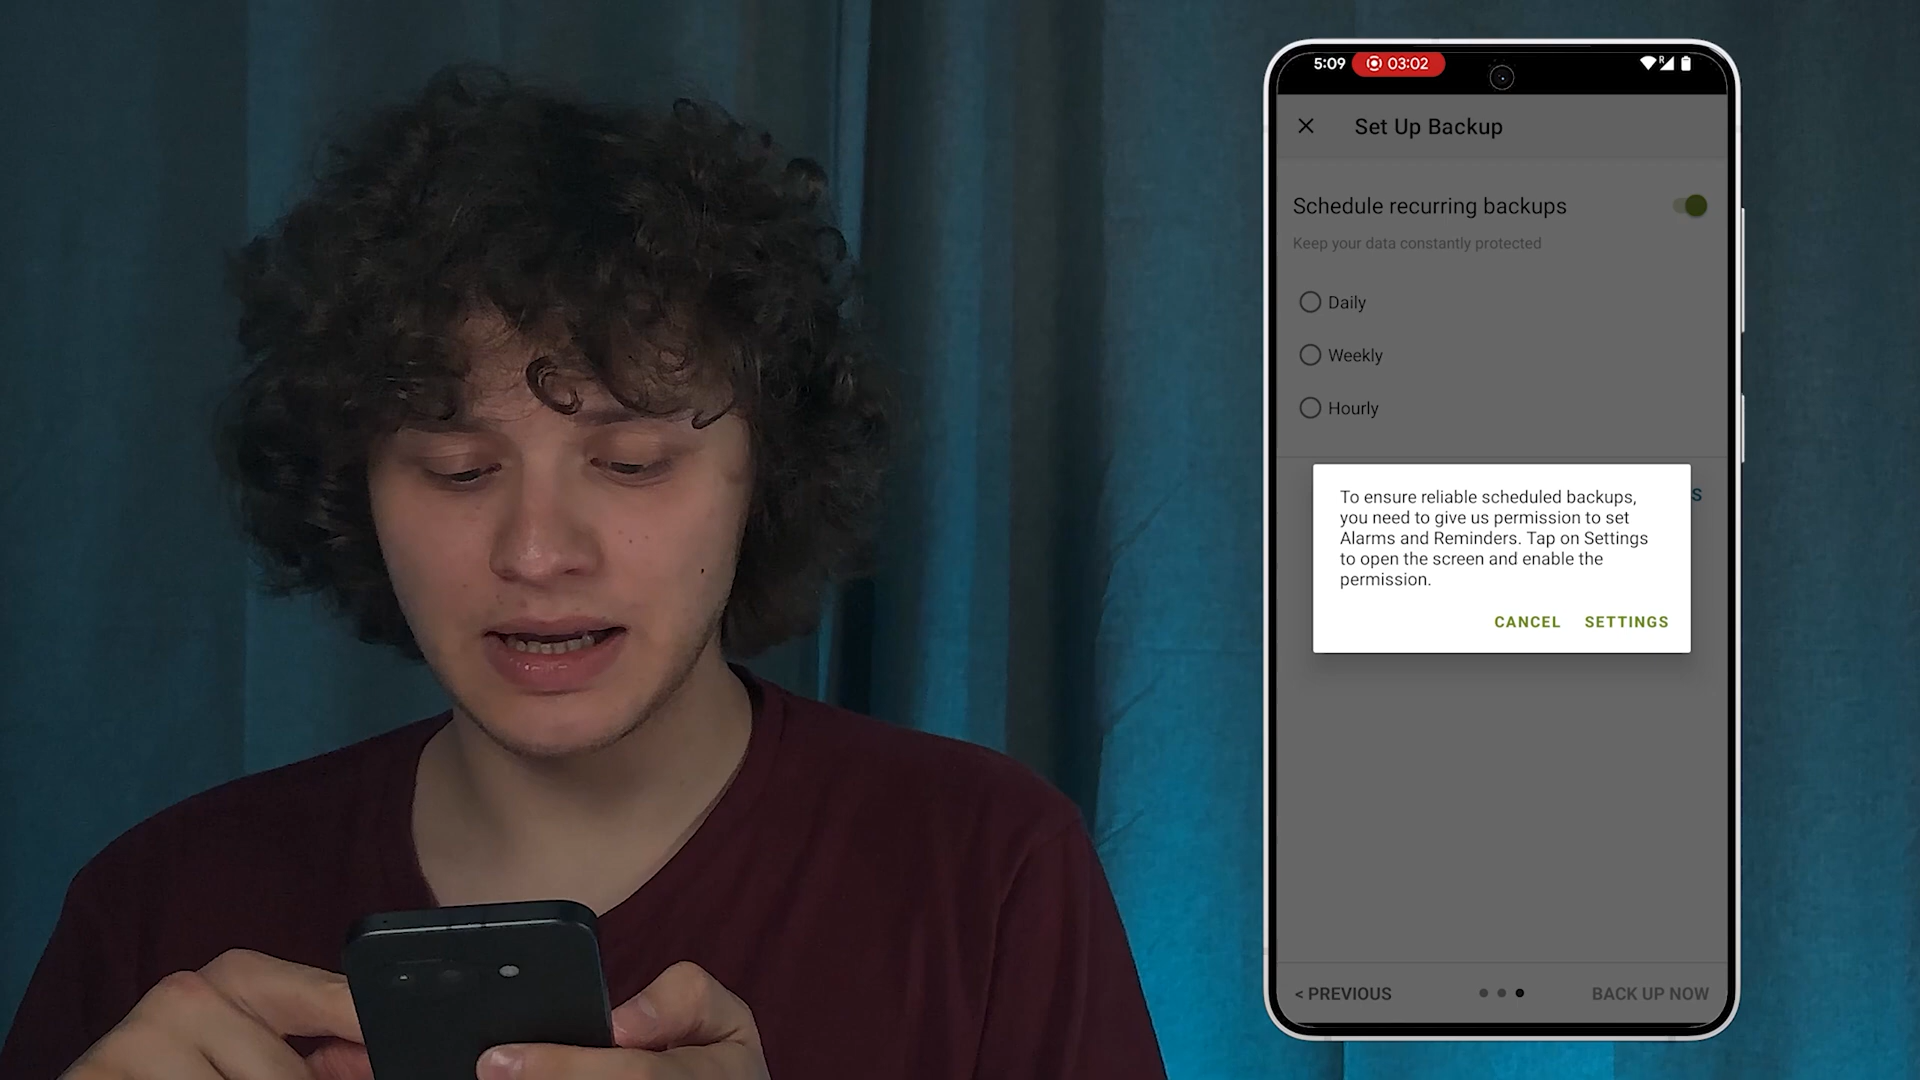 5:09 03:02 R
Set Up Backup
Schedule recurring backups
Keep your data constantly protected
Daily
Weekly
Hourly
S
To ensure reliable scheduled backups,
you need to give us permission to set
Alarms and Reminders. Tap on Settings
to open the screen and enable the
permission.
CANCEL SETTINGS
< PREVIOUS BACK UP NOW